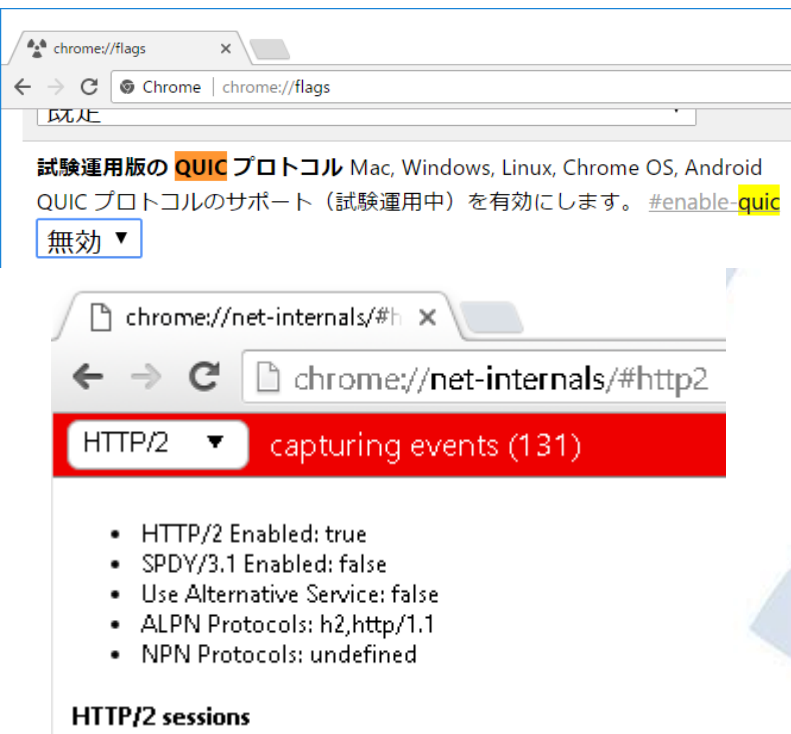 chrome://flags
Chrome | chrome://flags
既定
試験運用版の QUIC プロトコル Mac, Windows, Linux, Chrome OS, Android
QUIC プロトコルのサポート（試験運用中）を有効にします。 #enable-quic
無効
chrome://net-internals/#h
chrome://net-internals/#http2
HTTP/2 capturing events (131)
• HTTP/2 Enabled: true
• SPDY/3.1 Enabled: false
• Use Alternative Service: false
• ALPN Protocols: h2,http/1.1
• NPN Protocols: undefined
HTTP/2 sessions